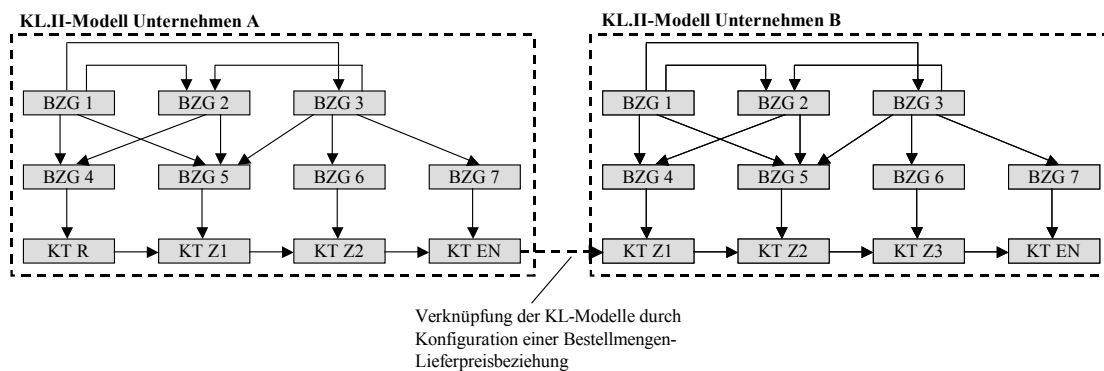 KL.II-Modell Unternehmen A
BZG 1 BZG 2 BZG 3
BZG 4 BZG 5 BZG 6 BZG 7
KT R KT Z1 KT Z2 KT EN
KL.II-Modell Unternehmen B
BZG 1 BZG 2 BZG 3
BZG 4 BZG 5 BZG 6 BZG 7
KT Z1 KT Z2 KT Z3 KT EN
Verknüpfung der KL-Modelle durch
Konfiguration einer Bestellmengen-
Lieferpreisbeziehung